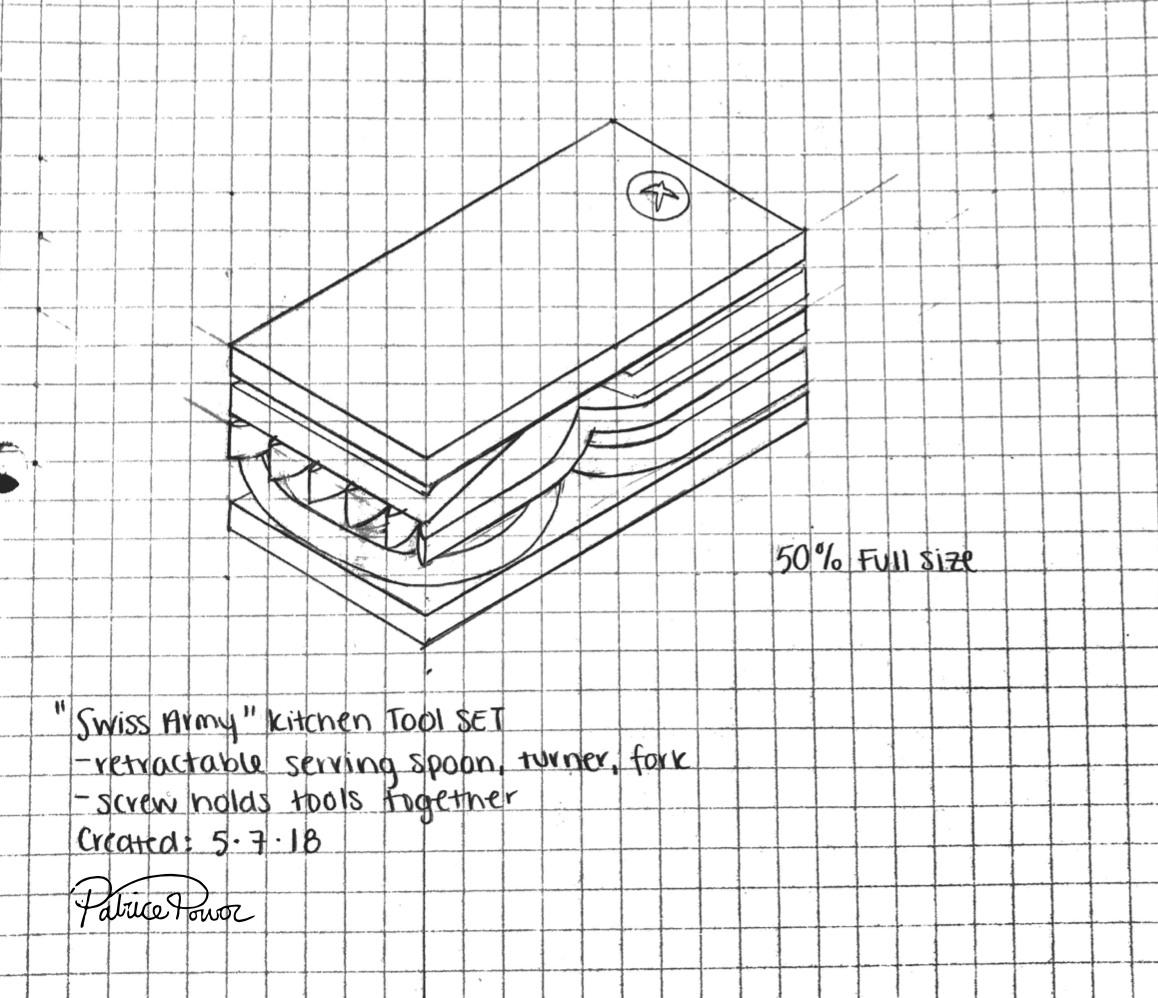 50% Full size
"Swiss Army" kitchen Tool SET
-retractable serving spoon, turner, fork
-screw holds tools together
Created: 5.7.18
Patrice Power